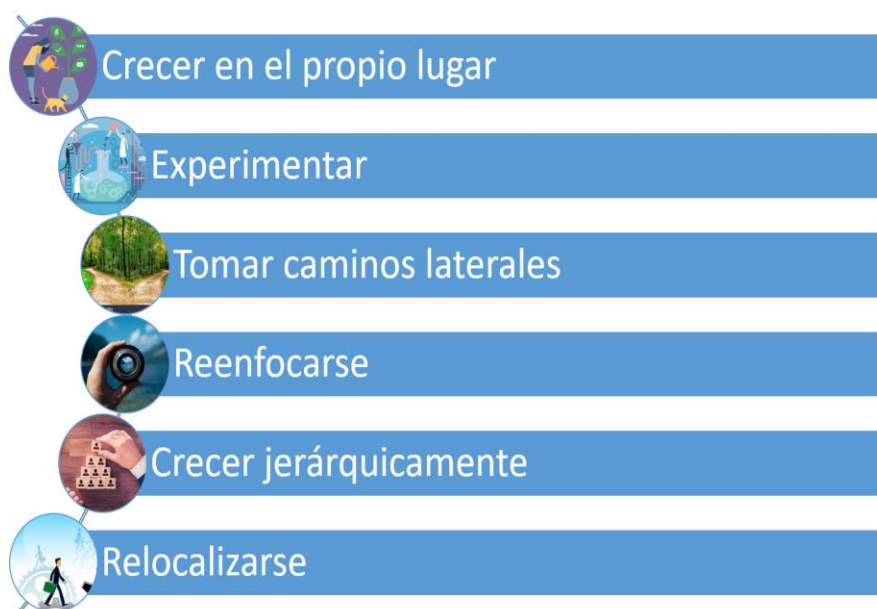 Crecer en el propio lugar
Experimentar
Tomar caminos laterales
Reenfocarse
Crecer jerárquicamente
Relocalizarse